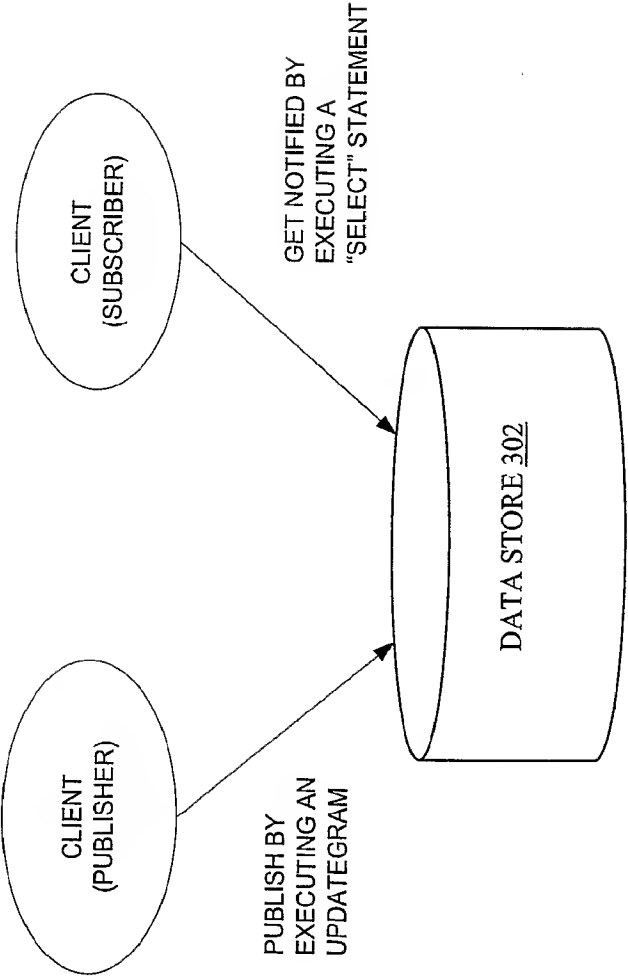 CLIENT
(PUBLISHER)
CLIENT
(SUBSCRIBER)
PUBLISH BY
EXECUTING AN
UPDATEGRAM
GET NOTIFIED BY
EXECUTING A
"SELECT" STATEMENT
DATA STORE 302